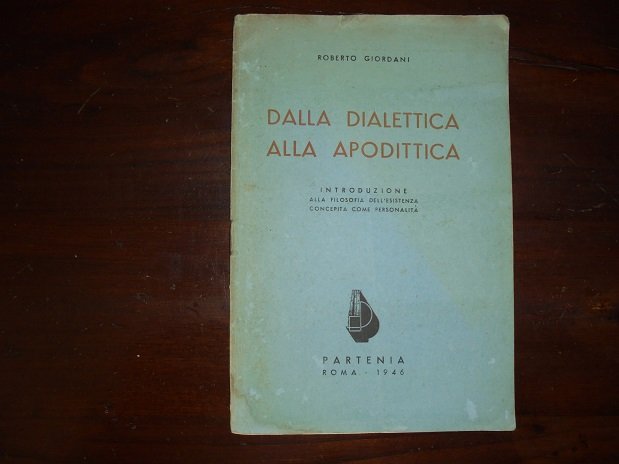 ROBERTO GIORDANI
DALLA DIALETTICA
ALLA APODITTICA
INTRODUZIONE
ALLA FILOSOFIA DELL'ESISTENZA
CONCEPITA COME PERSONALITÀ
PARTENIA
ROMA - 1946